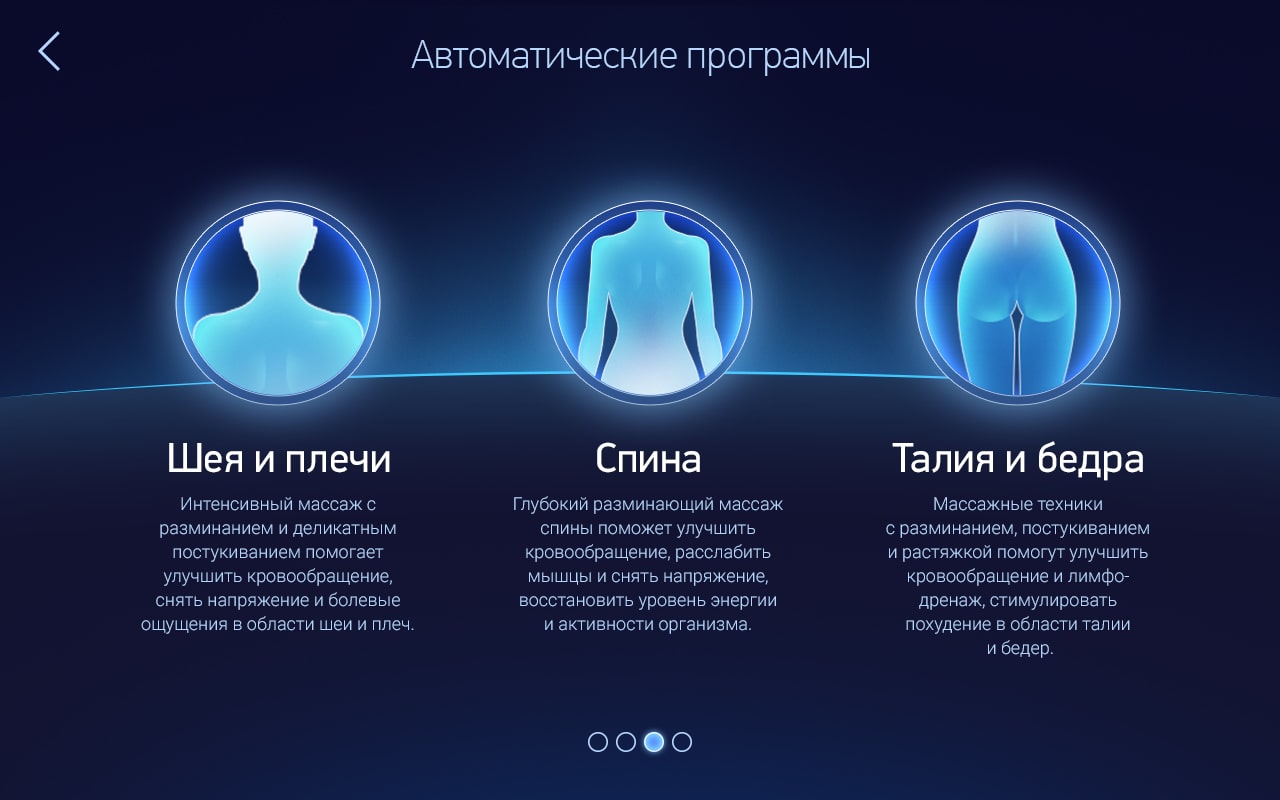 Автоматические программы
Шея и плечи
Интенсивный массаж с
разминанием и деликатным
постукиванием помогает
улучшить кровообращение,
снять напряжение и болевые
ощущения в области шеи и плеч.
Спина
Глубокий разминающий массаж
спины поможет улучшить
кровообращение, расслабить
мышцы и снять напряжение,
восстановить уровень энергии
и активности организма.
Талия и бедра
Массажные техники
с разминанием, постукиванием
и растяжкой помогут улучшить
кровообращение и лимфо-
дренаж, стимулировать
похудение в области талии
и бедер.